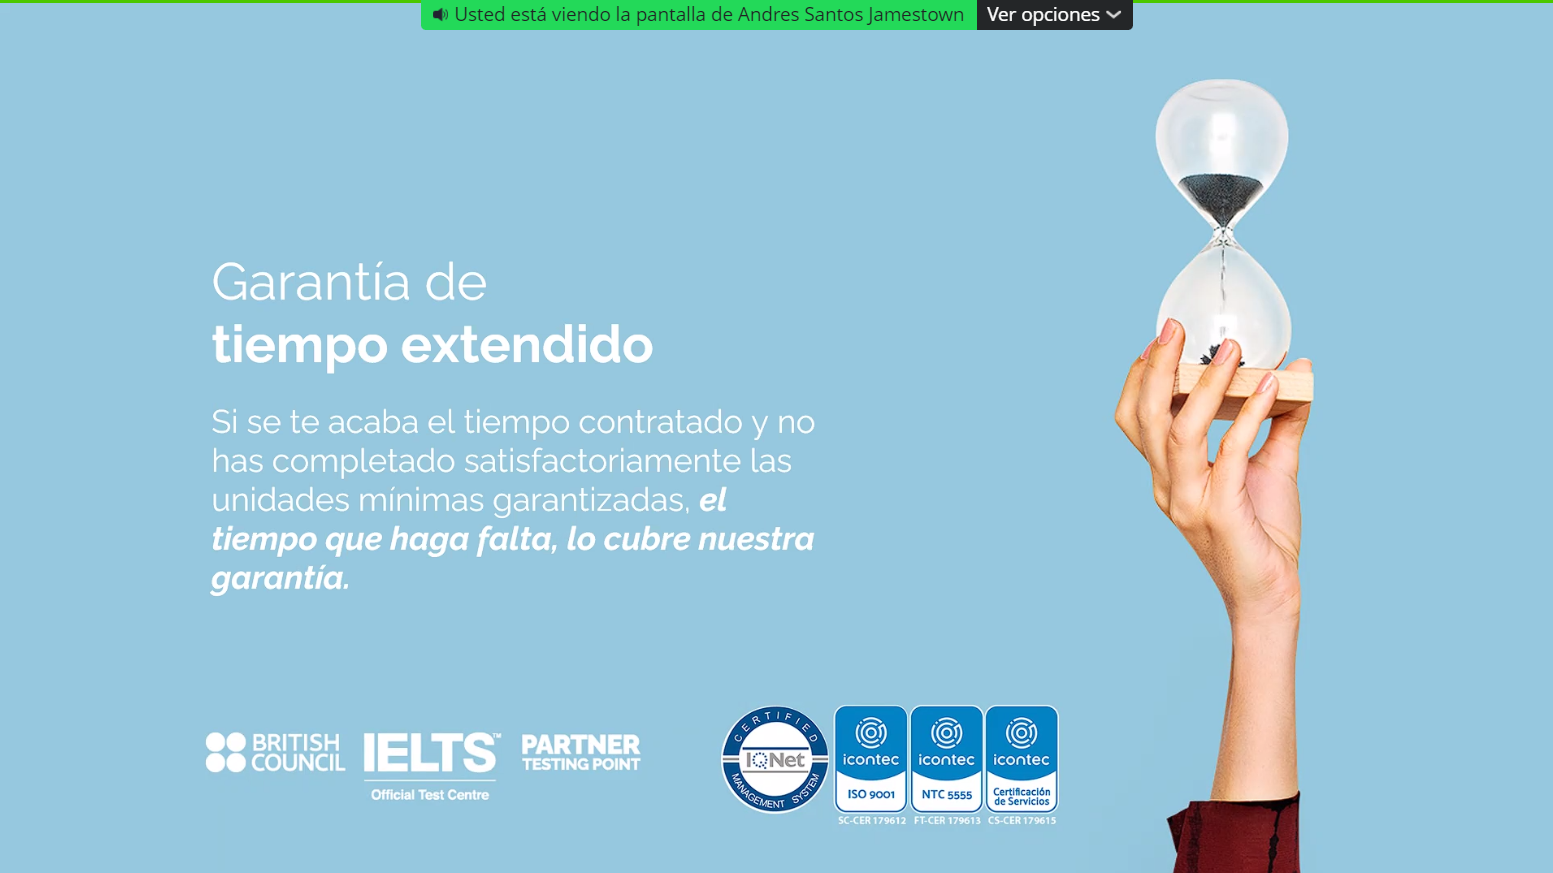 Usted está viendo la pantalla de Andres Santos Jamestown
Ver opciones
Garantía de
tiempo extendido
Si se te acaba el tiempo contratado y no
has completado satisfactoriamente las
unidades mínimas garantizadas, el
tiempo que haga falta, lo cubre nuestra
garantía.
BRITISH
COUNCIL
IELTS™
Official Test Centre
PARTNER
TESTING POINT
CERTIFIED
IQNet
MANAGEMENT SYSTEM
icontec
ISO 9001
SC-CER 179612
icontec
NTC 5555
FT-CER 179613
icontec
Certificación
de Servicios
CS-CER 179615